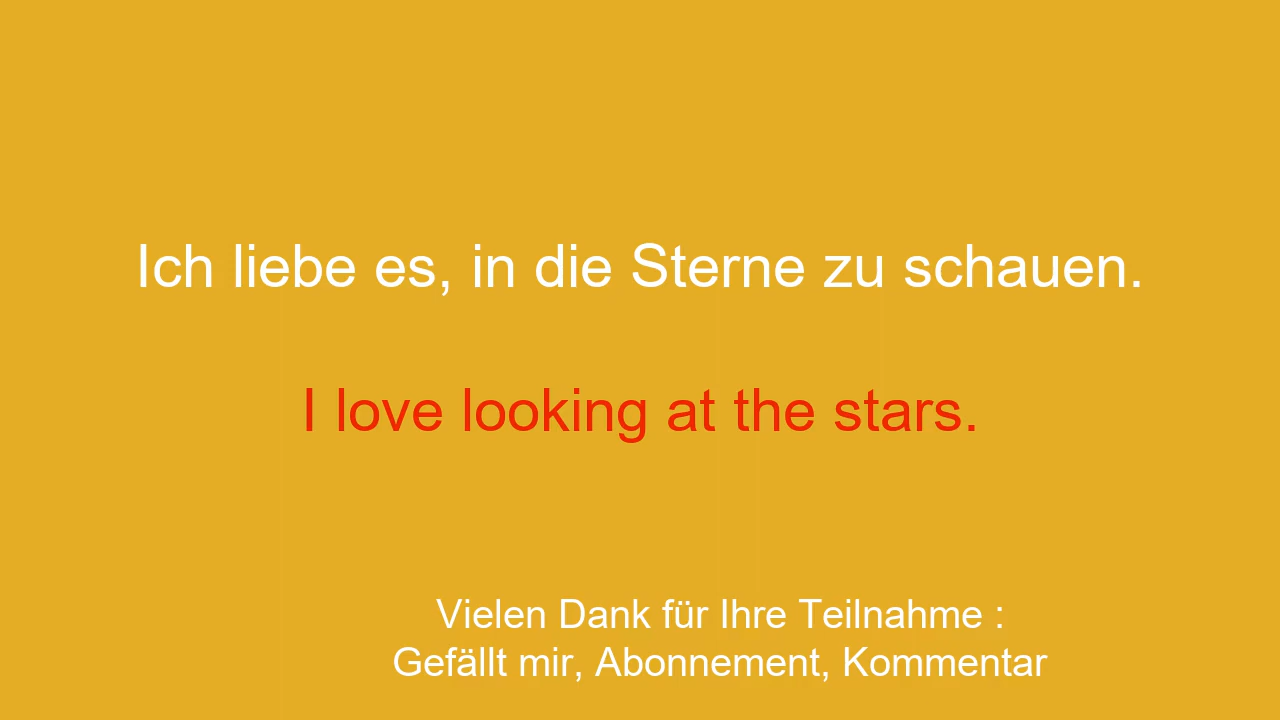 Ich liebe es, in die Sterne zu schauen.
I love looking at the stars.
Vielen Dank für Ihre Teilnahme :
Gefällt mir, Abonnement, Kommentar